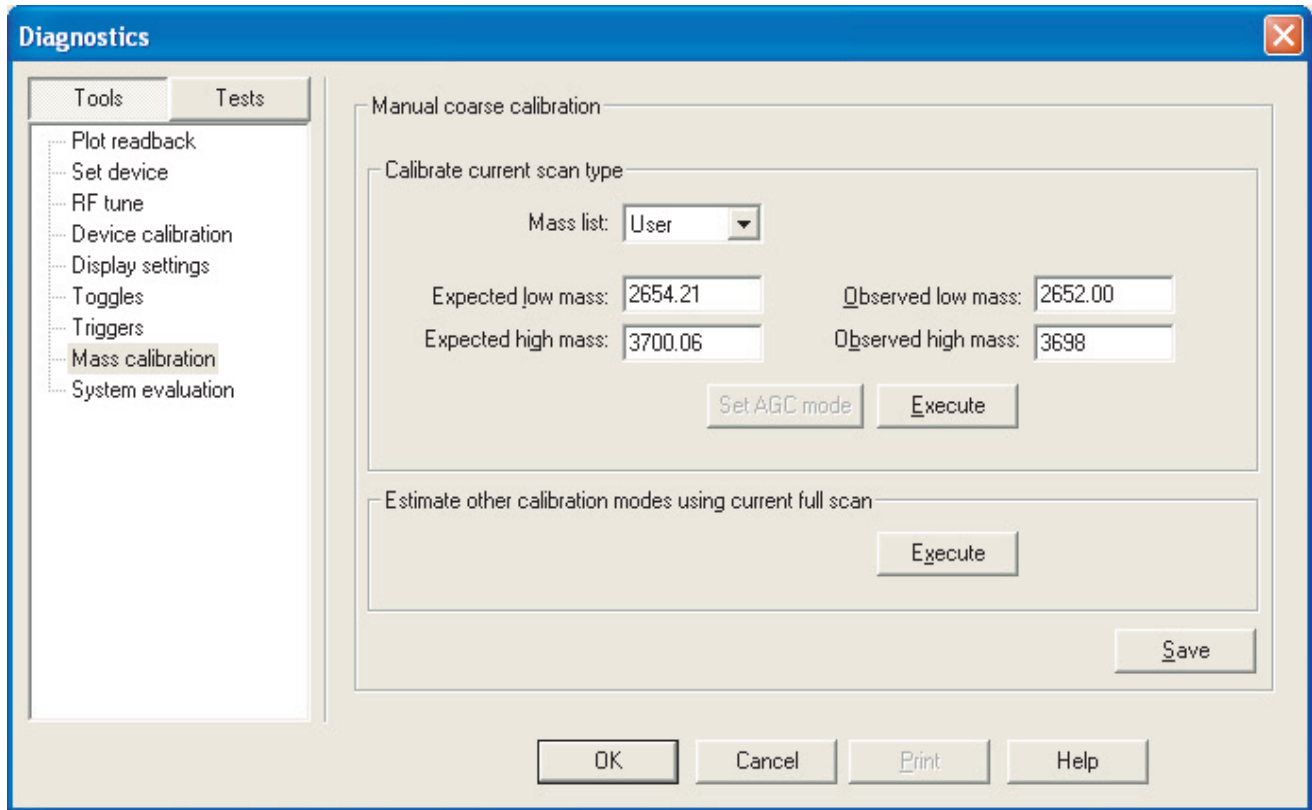 Diagnostics
Tools
Tests
Plot readback
Set device
RF tune
Device calibration
Display settings
Toggles
Triggers
Mass calibration
System evaluation
Manual coarse calibration
Calibrate current scan type
Mass list: User
Expected low mass: 2654.21 Observed low mass: 2652.00
Expected high mass: 3700.06 Observed high mass: 3698
Set AGC mode Execute
Estimate other calibration modes using current full scan
Execute
Save
OK Cancel Print Help